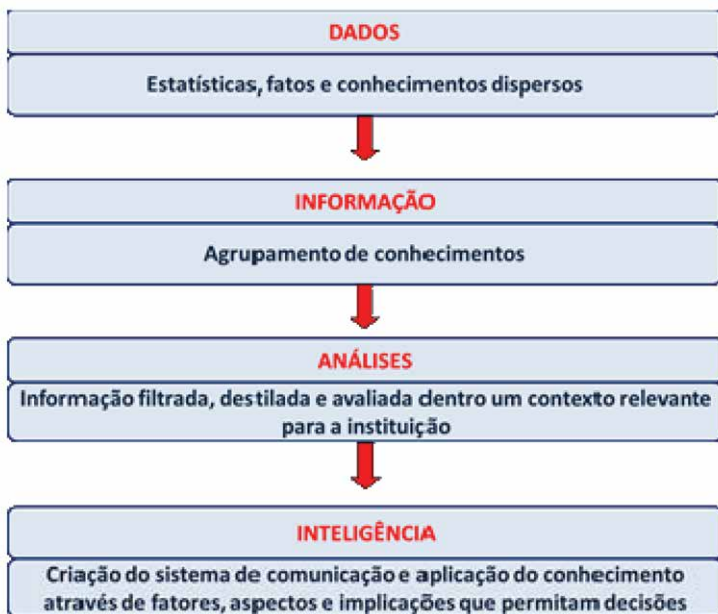 DADOS
Estatísticas, fatos e conhecimentos dispersos
INFORMAÇÃO
Agrupamento de conhecimentos
ANÁLISES
Informação filtrada, destilada e avaliada dentro um contexto relevante
para a instituição
INTELIGÊNCIA
Criação do sistema de comunicação e aplicação do conhecimento
através de fatores, aspectos e implicações que permitam decisões